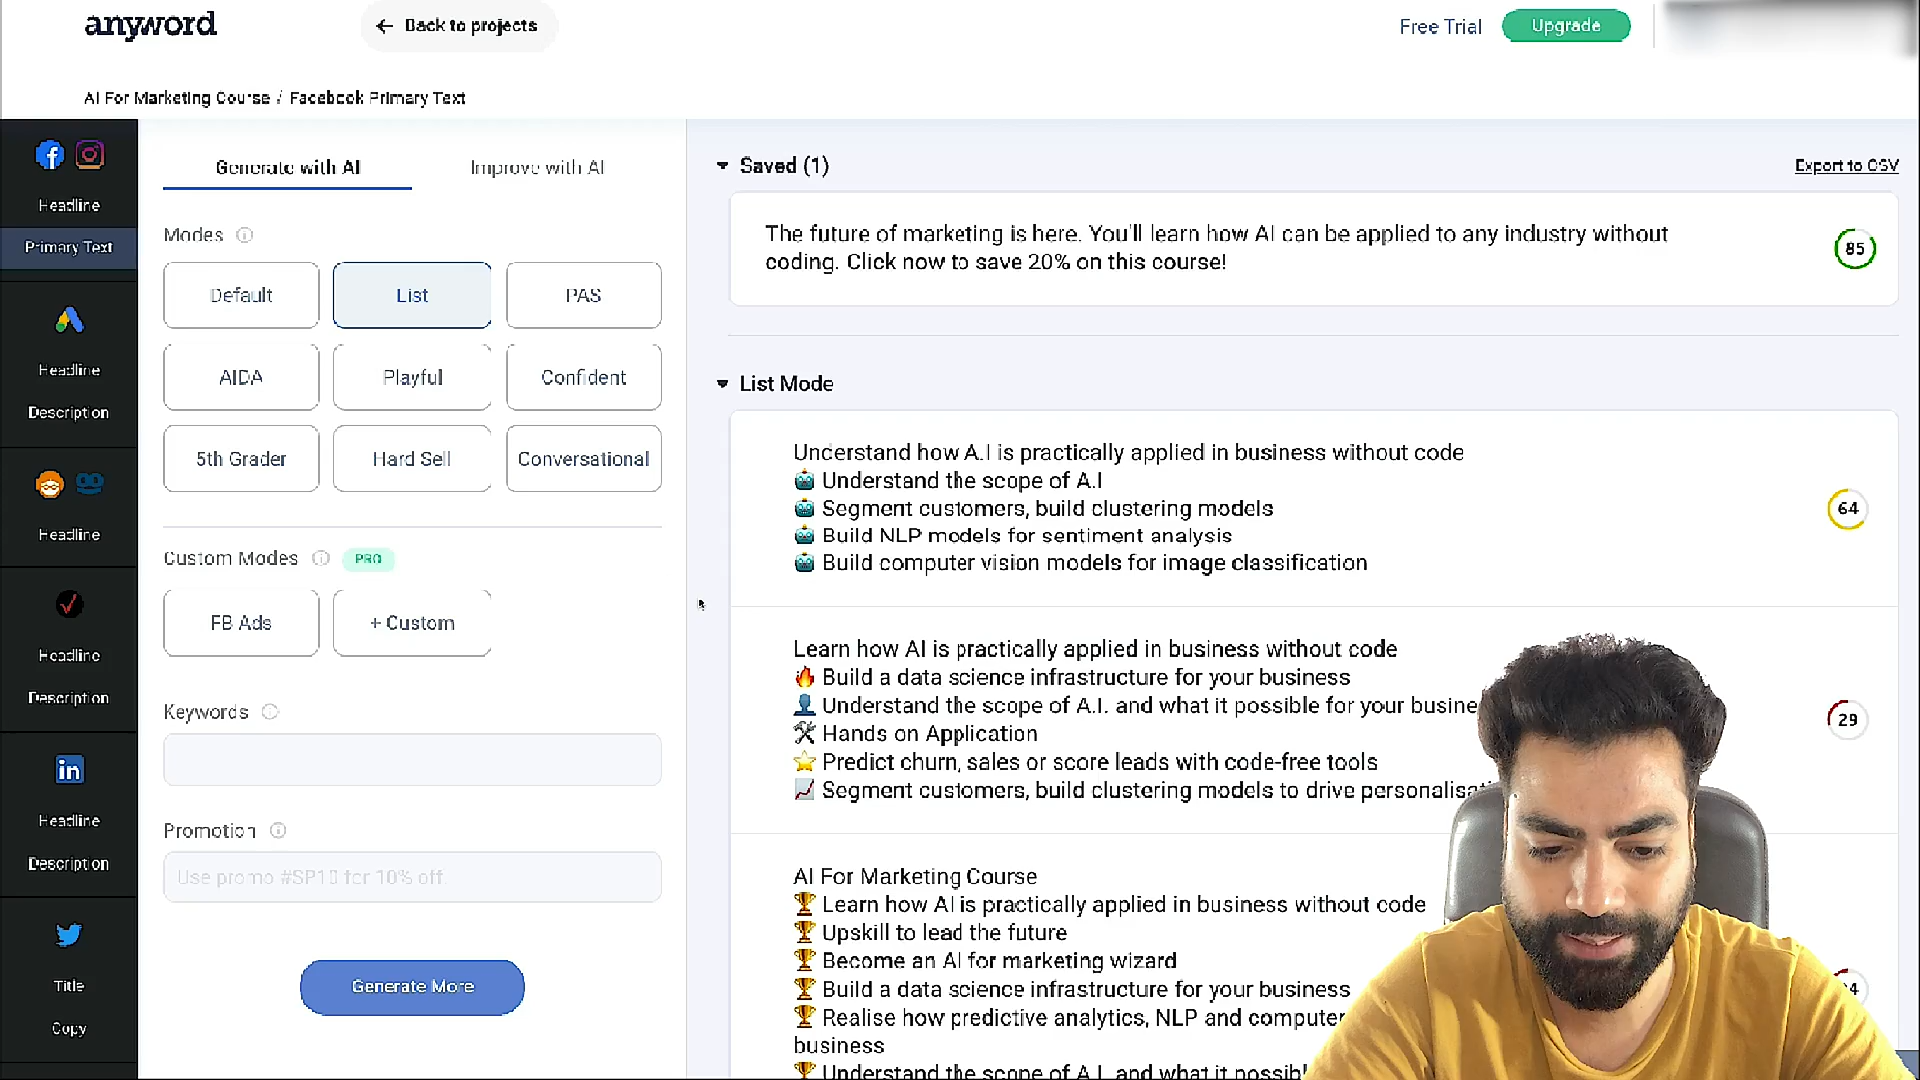 anyword
Back to projects
Free Trial
Upgrade
AI For Marketing Course / Facebook Primary Text
Headline
Primary Text
Headline
Description
Headline
Headline
Description
Headline
Description
Title
Copy
Generate with AI
Improve with AI
Modes
Default
List
PAS
AIDA
Playful
Confident
5th Grader
Hard Sell
Conversational
Custom Modes
PRO
FB Ads
+ Custom
Keywords
Promotion
Use promo #SP10 for 10% off.
Generate More
Saved (1)
Export to CSV
The future of marketing is here. You'll learn how AI can be applied to any industry without
coding. Click now to save 20% on this course!
85
List Mode
Understand how A.I is practically applied in business without code
Understand the scope of A.I
Segment customers, build clustering models
Build NLP models for sentiment analysis
Build computer vision models for image classification
64
Learn how AI is practically applied in business without code
Build a data science infrastructure for your business
Understand the scope of A.I. and what it possible for your
Hands on Application
Predict churn, sales or score leads with code-free tools
Segment customers, build clustering models to drive
29
AI For Marketing Course
Learn how AI is practically applied in business without code
Upskill to lead the future
Become an AI for marketing wizard
Build a data science infrastructure for your business
Realise how predictive analytics, NLP and computer
business
Understand the scope of A.I. and what it